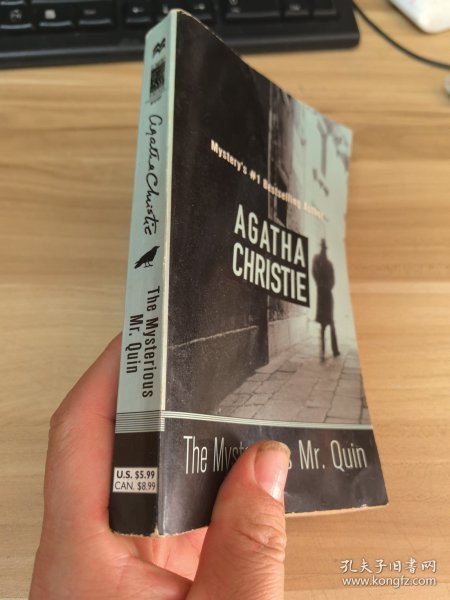 Agatha Christie
The Mysterious
Mr. Quin
U.S. $5.99
CAN. $8.99
Mystery's #1 Bestselling Author
AGATHA
CHRISTIE
The Myst s Mr. Quin
孔夫子旧书网
www.kongfz.com